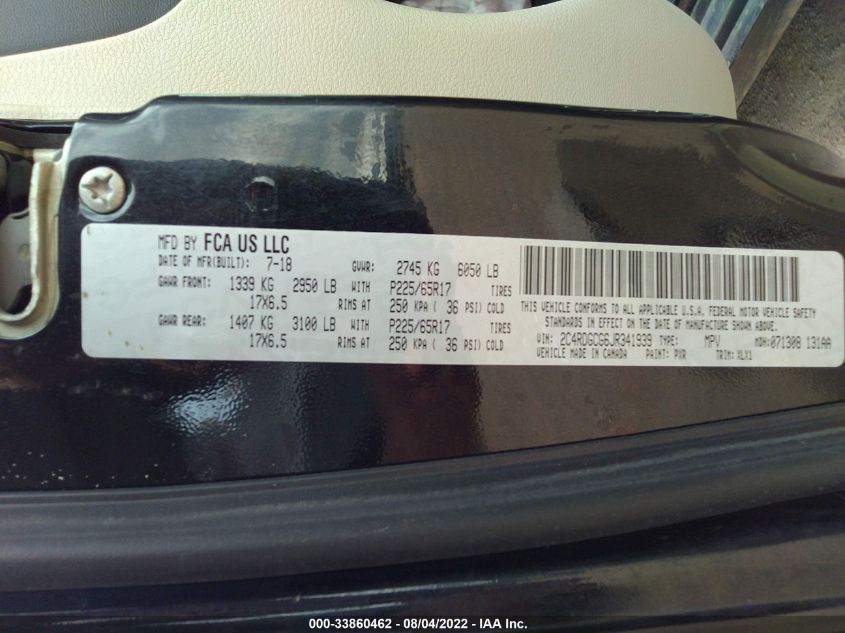 MFD BY FCA US LLC
DATE OF MFR(BUILT): 7-18 GVWR: 2745 KG 6050 LB
GAWR FRONT: 1339 KG 2950 LB WITH P225/65R17 TIRES
17X6.5 RIMS AT 250 KPA ( 36 PSI) COLD
GAWR REAR: 1407 KG 3100 LB WITH P225/65R17 TIRES
17X6.5 RIMS AT 250 KPA ( 36 PSI) COLD
THIS VEHICLE CONFORMS TO ALL APPLICABLE U.S.A. FEDERAL MOTOR VEHICLE SAFETY
STANDARDS IN EFFECT ON THE DATE OF MANUFACTURE SHOWN ABOVE.
VIN: 2C4RDGCG6JR341939 TYPE: MPV MDH:071308 131AA
VEHICLE MADE IN CANADA PAINT: PXR TRIM: XLX1
000-33860462 - 08/04/2022 - IAA Inc.